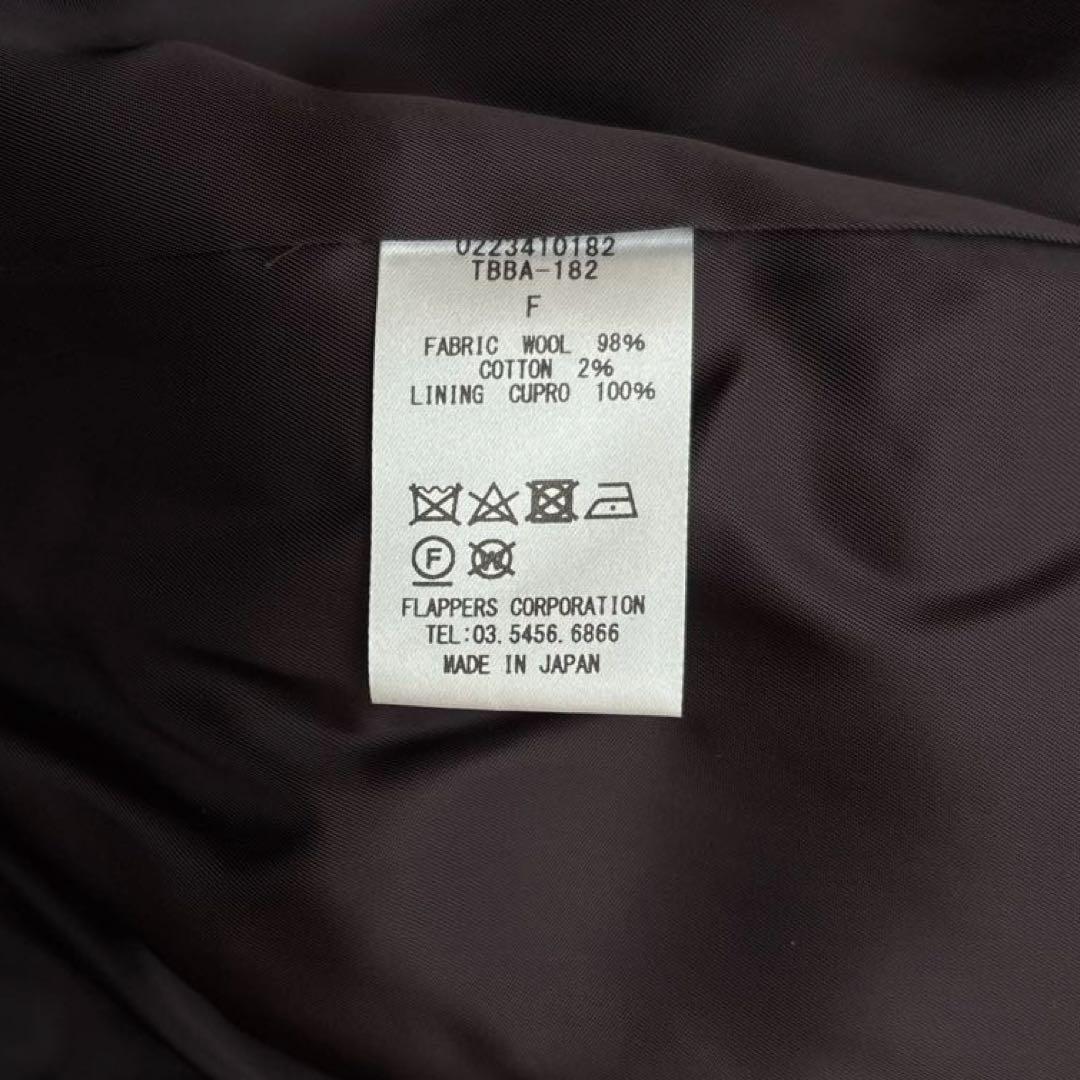 0223410182
TBBA-182
F
FABRIC WOOL 98%
COTTON 2%
LINING CUPRO 100%
F W
FLAPPERS CORPORATION
TEL:03.5456.6866
MADE IN JAPAN